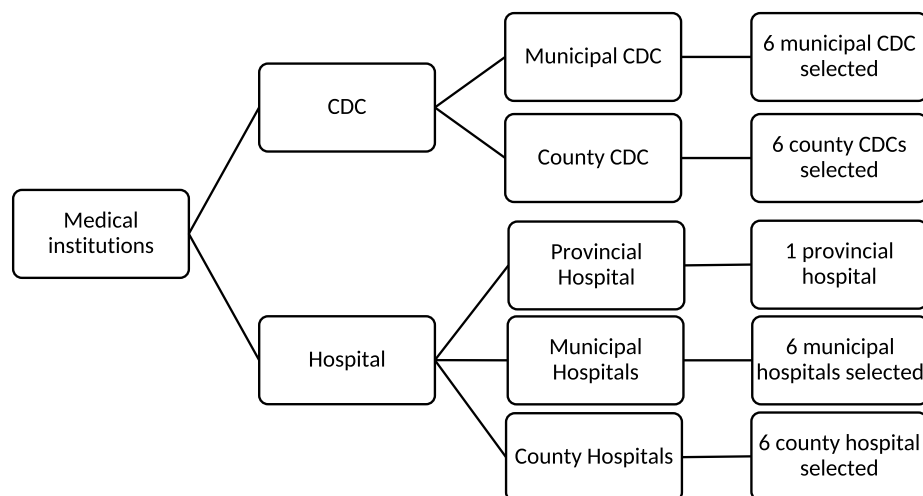 Medical
institutions
CDC
Hospital
Municipal CDC
County CDC
Provincial
Hospital
Municipal
Hospitals
County Hospitals
6 municipal CDC
selected
6 county CDCs
selected
1 provincial
hospital
6 municipal
hospitals selected
6 county hospital
selected